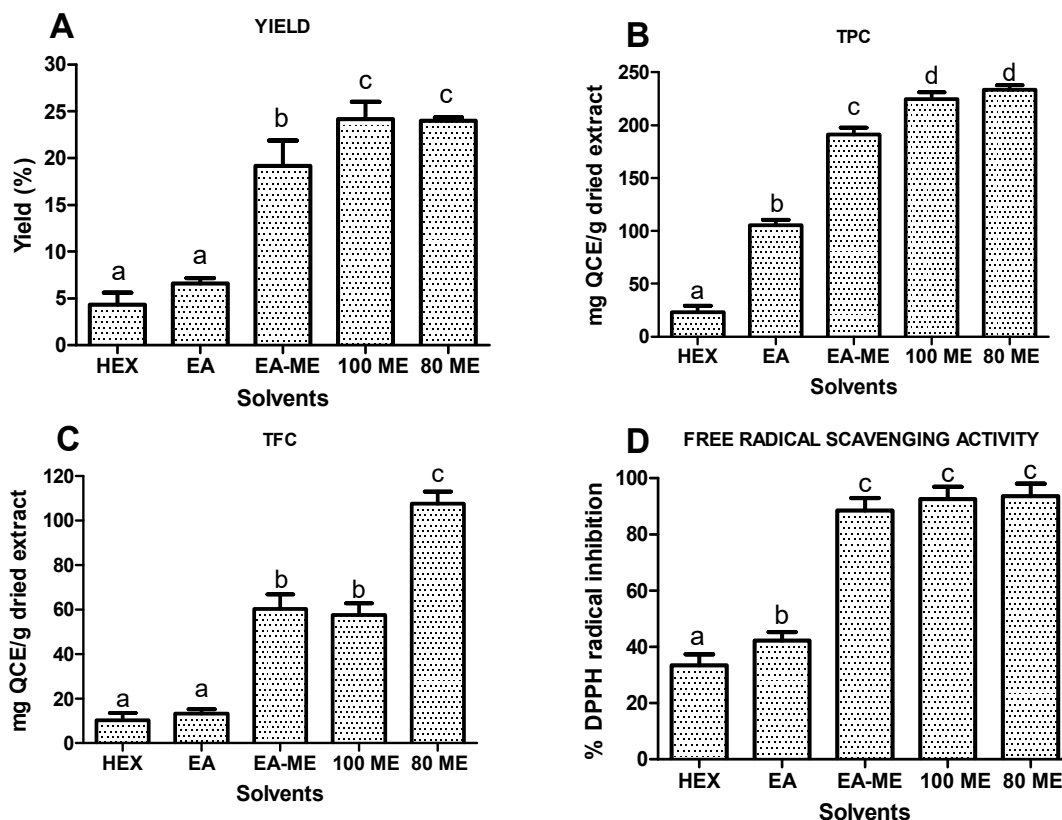 A
YIELD
Yield (%)
30
25
20
15
10
5
0
a
a
b
c
c
HEX
EA
EA-ME
100 ME
80 ME
Solvents
B
TPC
mg QCE/g dried extract
250
200
150
100
50
0
a
b
c
d
d
HEX
EA
EA-ME
100 ME
80 ME
Solvents
C
TFC
mg QCE/g dried extract
120
100
80
60
40
20
0
a
a
b
b
c
HEX
EA
EA-ME
100 ME
80 ME
Solvents
D
FREE RADICAL SCAVENGING ACTIVITY
% DPPH radical inhibition
100
80
60
40
20
0
a
b
c
c
c
HEX
EA
EA-ME
100 ME
80 ME
Solvents